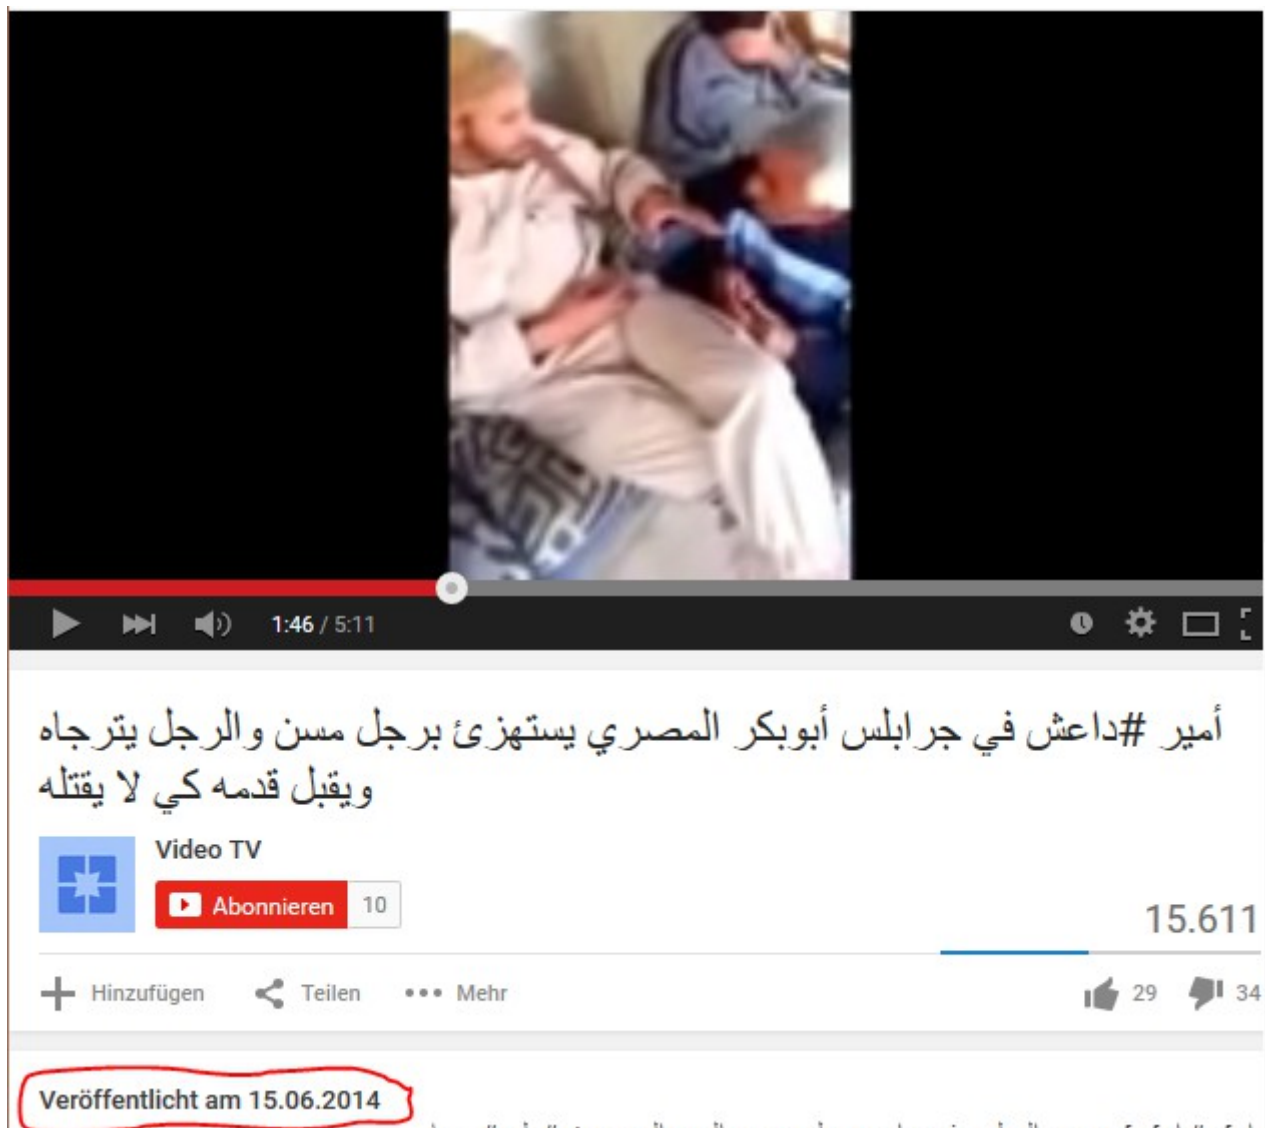 1:46 / 5:11
أمير #داعش في جرابلس أبوبكر المصري يستهزئ برجل مسن والرجل يترجاه
ويقبل قدمه كي لا يقتله
Video TV
Abonnieren 10
15.611
Hinzufügen Teilen Mehr 29 34
Veröffentlicht am 15.06.2014